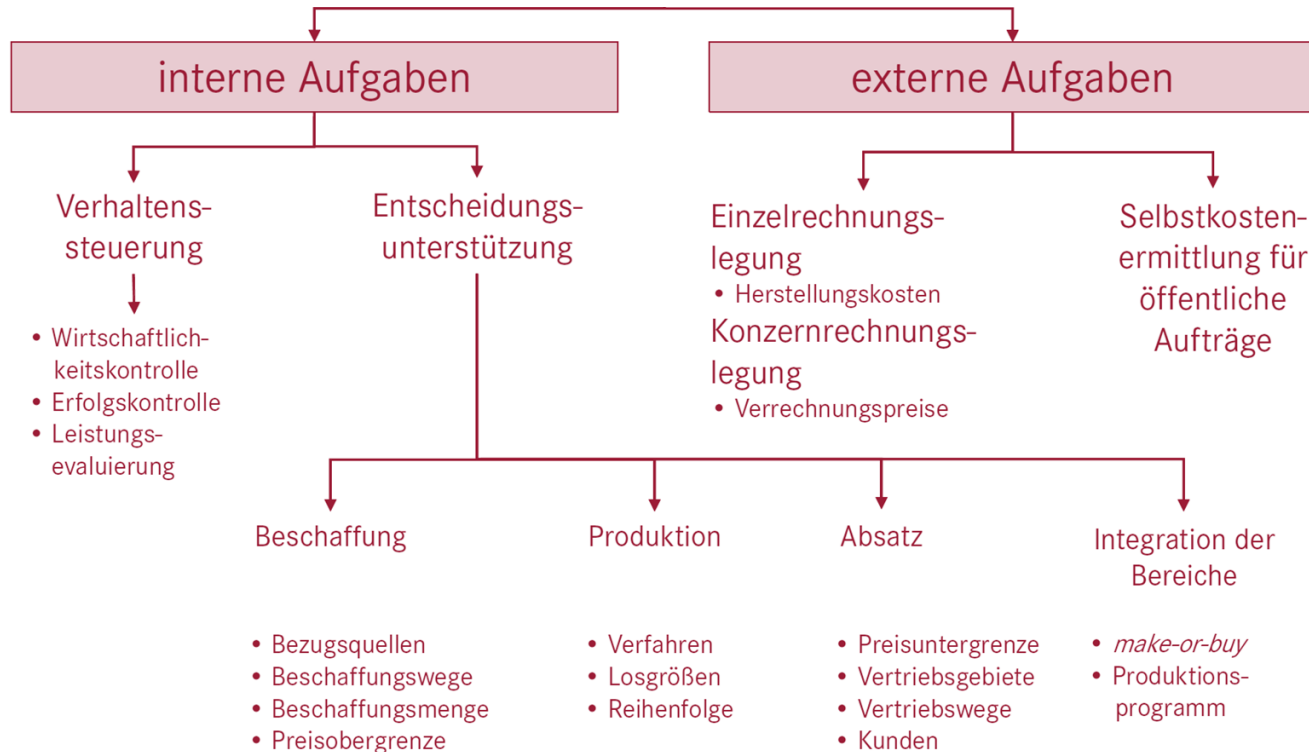 interne Aufgaben
externe Aufgaben
Verhaltens-
steuerung
• Wirtschaftlich-
keitskontrolle
• Erfolgskontrolle
• Leistungs-
evaluierung
Entscheidungs-
unterstützung
Einzelrechnungs-
legung
• Herstellungskosten
Konzernrechnungs-
legung
• Verrechnungspreise
Selbstkosten-
ermittlung für
öffentliche
Aufträge
Beschaffung
• Bezugsquellen
• Beschaffungswege
• Beschaffungsmenge
• Preisobergrenze
Produktion
• Verfahren
• Losgrößen
• Reihenfolge
Absatz
• Preisuntergrenze
• Vertriebsgebiete
• Vertriebswege
• Kunden
Integration der
Bereiche
• make-or-buy
• Produktions-
programm